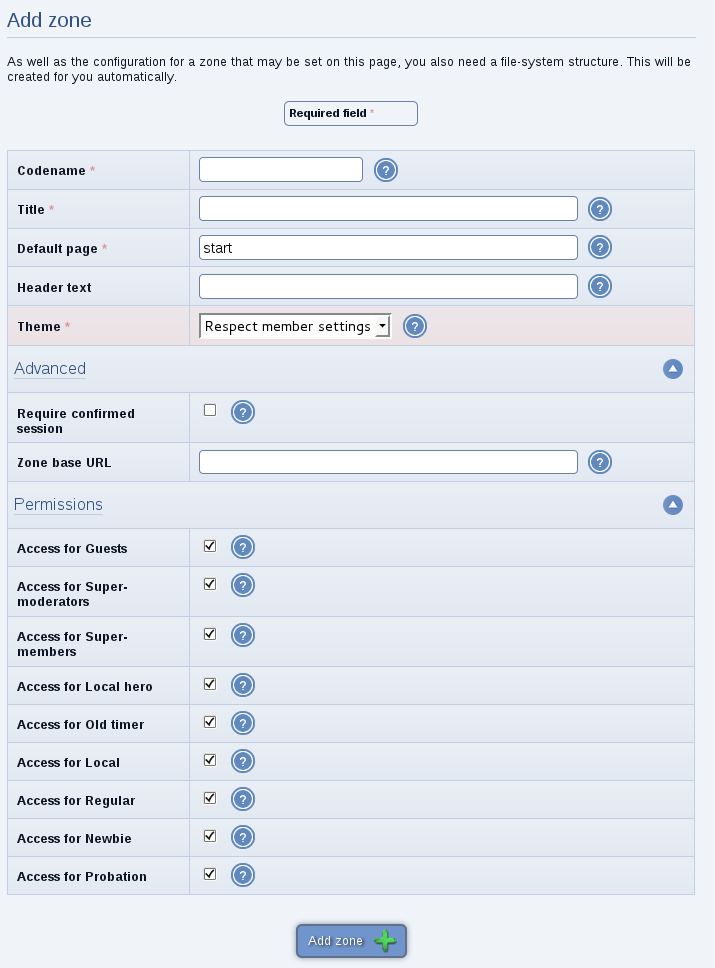 Add zone
As well as the configuration for a zone that may be set on this page, you also need a file-system structure. This will be
created for you automatically.
Required field *
Codename *
Title *
Default page * start
Header text
Theme * Respect member settings
Advanced
Require confirmed
session
Zone base URL
Permissions
Access for Guests
Access for Super-
moderators
Access for Super-
members
Access for Local hero
Access for Old timer
Access for Local
Access for Regular
Access for Newbie
Access for Probation
Add zone